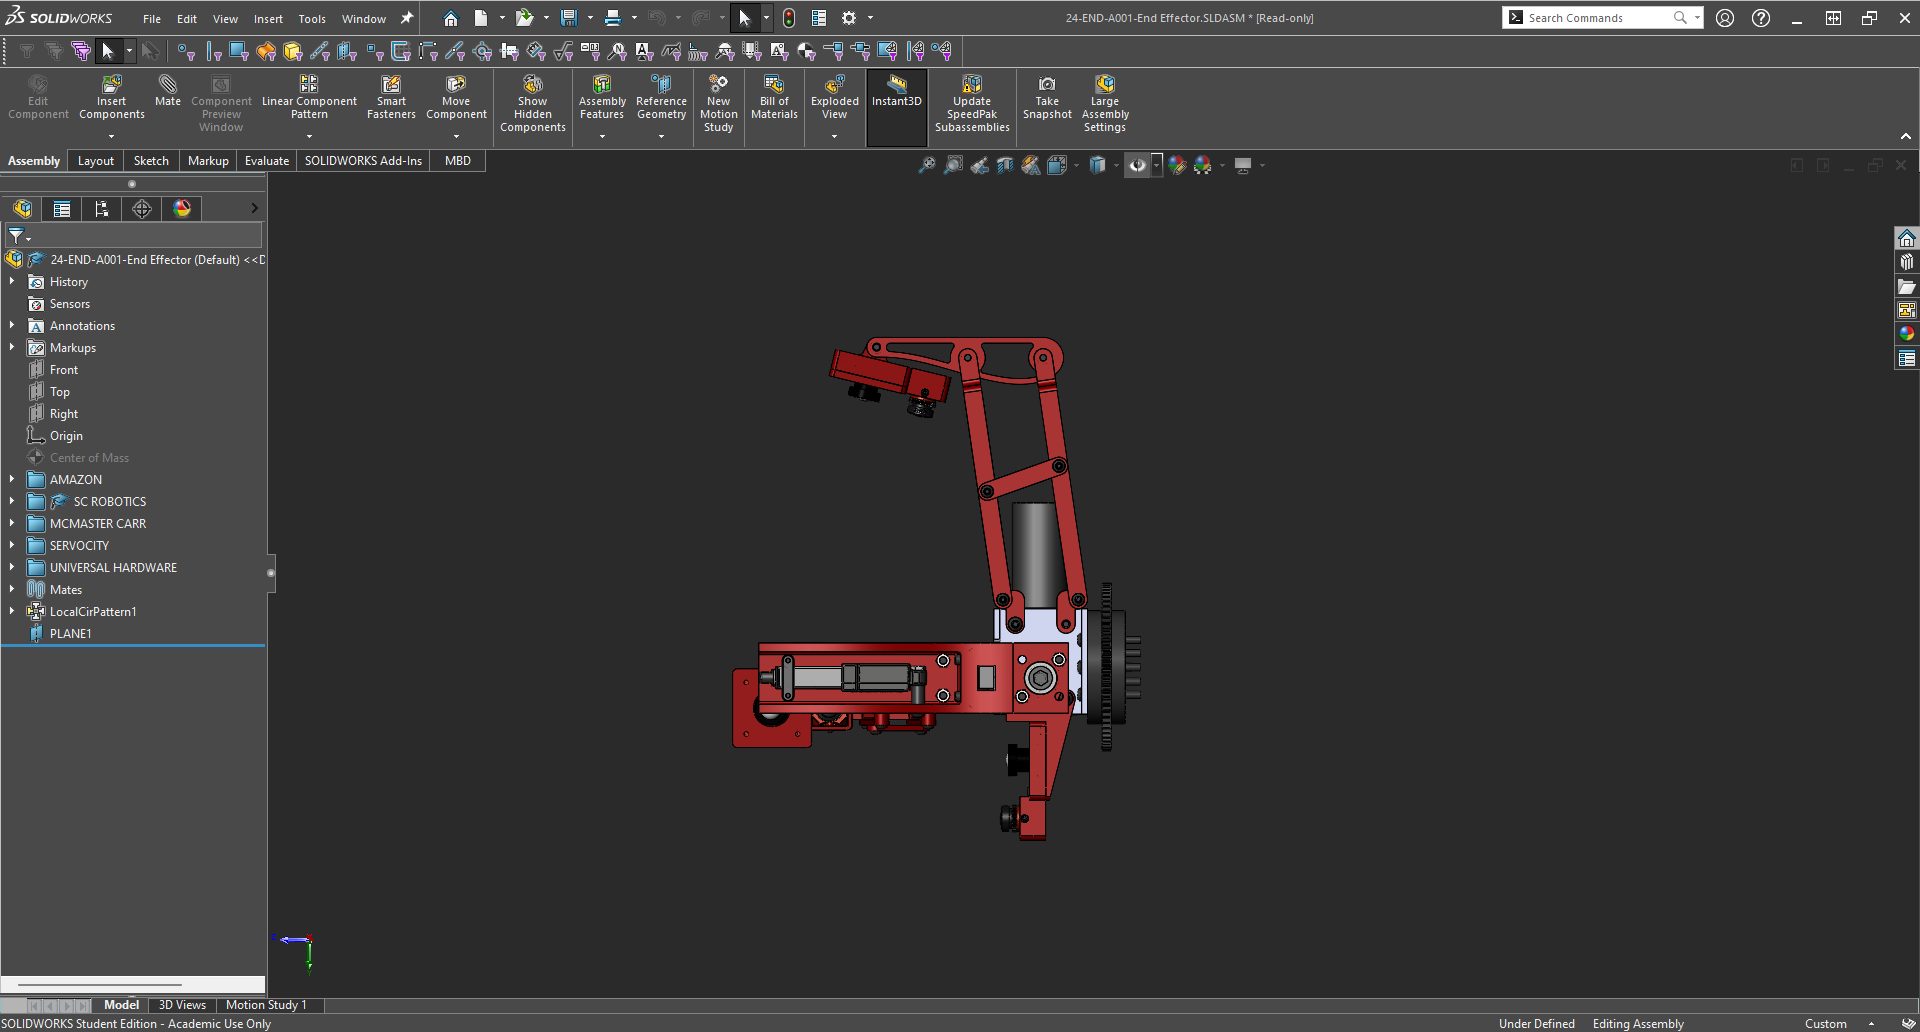 SOLIDWORKS
File Edit View Insert Tools Window
24-END-A001-End Effector.SLDASM * [Read-only]
Search Commands
Edit Component
Insert Components
Mate
Component Preview Window
Linear Component Pattern
Smart Fasteners
Move Component
Show Hidden Components
Assembly Features
Reference Geometry
New Motion Study
Bill of Materials
Exploded View
Instant3D
Update SpeedPak Subassemblies
Take Snapshot
Large Assembly Settings
Assembly Layout Sketch Markup Evaluate SOLIDWORKS Add-Ins MBD
24-END-A001-End Effector (Default) <<D
History
Sensors
Annotations
Markups
Front
Top
Right
Origin
Center of Mass
AMAZON
SC ROBOTICS
MCMASTER CARR
SERVOCITY
UNIVERSAL HARDWARE
Mates
LocalCirPattern1
PLANE1
Model 3D Views Motion Study 1
SOLIDWORKS Student Edition - Academic Use Only
Under Defined Editing Assembly Custom